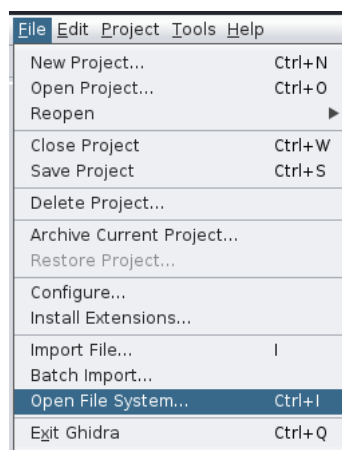 File Edit Project Tools Help
New Project... Ctrl+N
Open Project... Ctrl+O
Reopen
Close Project Ctrl+W
Save Project Ctrl+S
Delete Project...
Archive Current Project...
Restore Project...
Configure...
Install Extensions...
Import File... I
Batch Import...
Open File System... Ctrl+I
Exit Ghidra Ctrl+Q